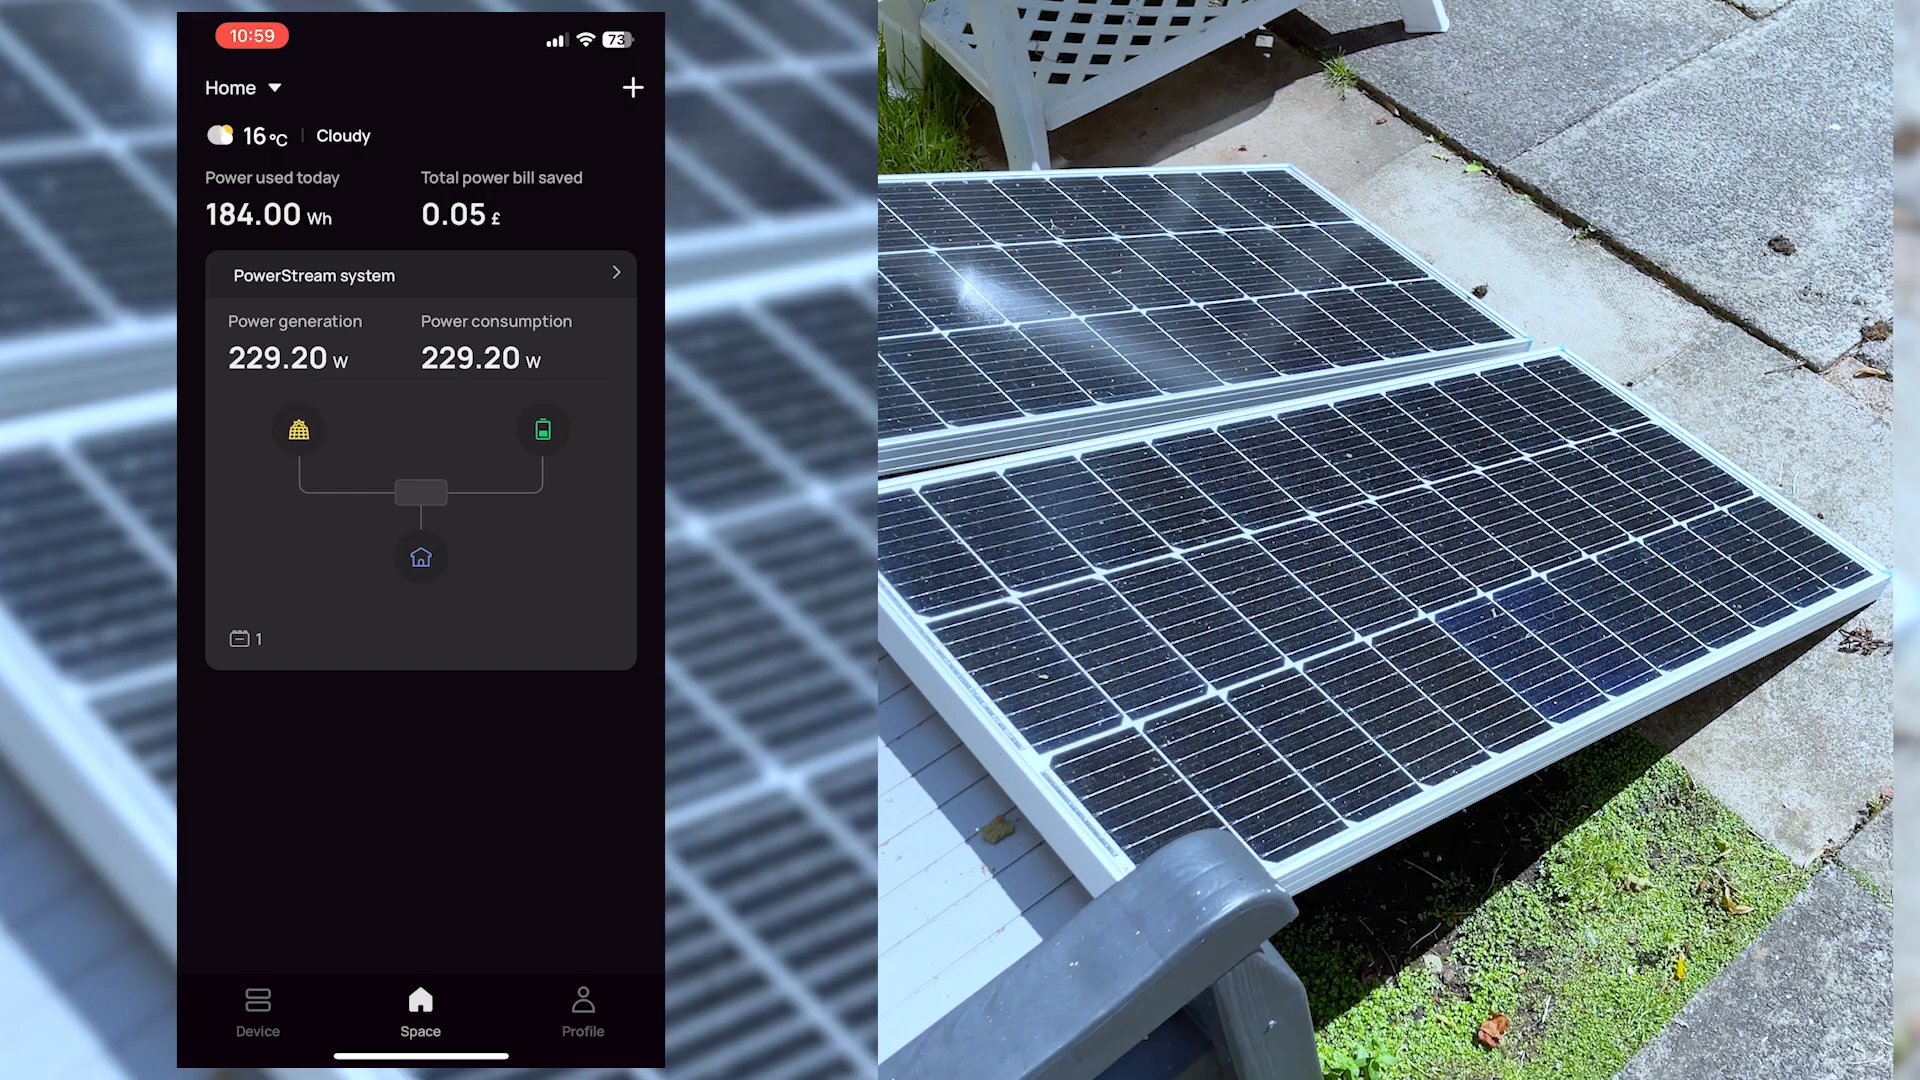 10:59
73
Home
16°C | Cloudy
Power used today
184.00 Wh
Total power bill saved
0.05 £
PowerStream system
Power generation
229.20 W
Power consumption
229.20 W
1
Device
Space
Profile